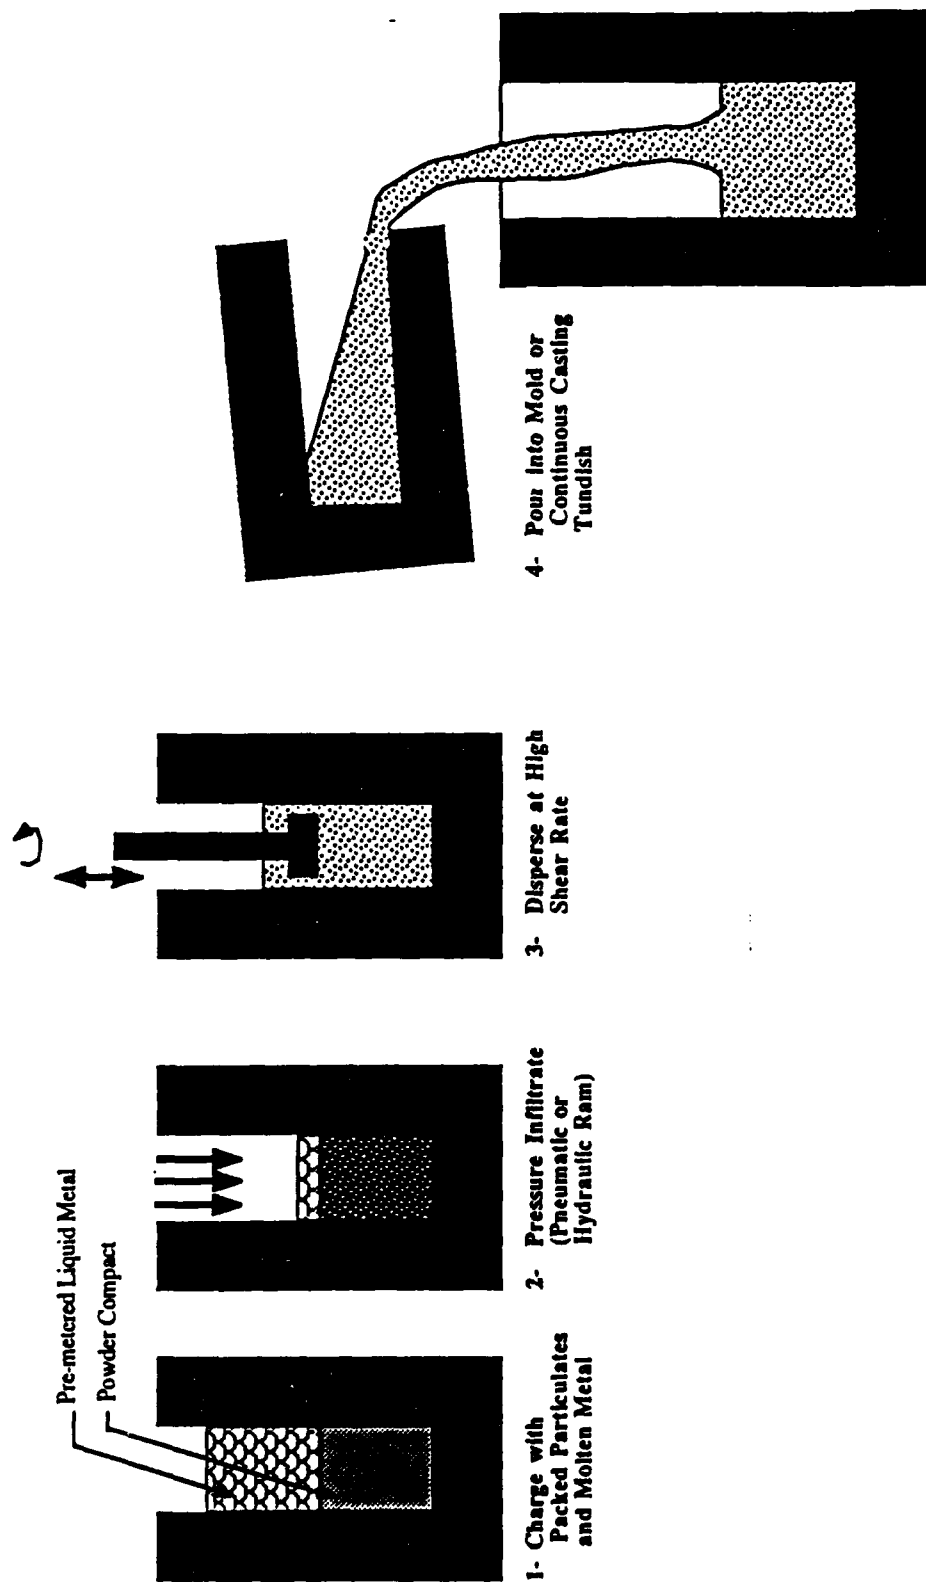 Pre-metered Liquid Metal
Powder Compact
1- Charge with
Packed Particulates
and Molten Metal
2- Pressure Infiltrate
(Pneumatic or
Hydraulic Ram)
3- Disperse at High
Shear Rate
4- Pour into Mold or
Continuous Casting
Tundish